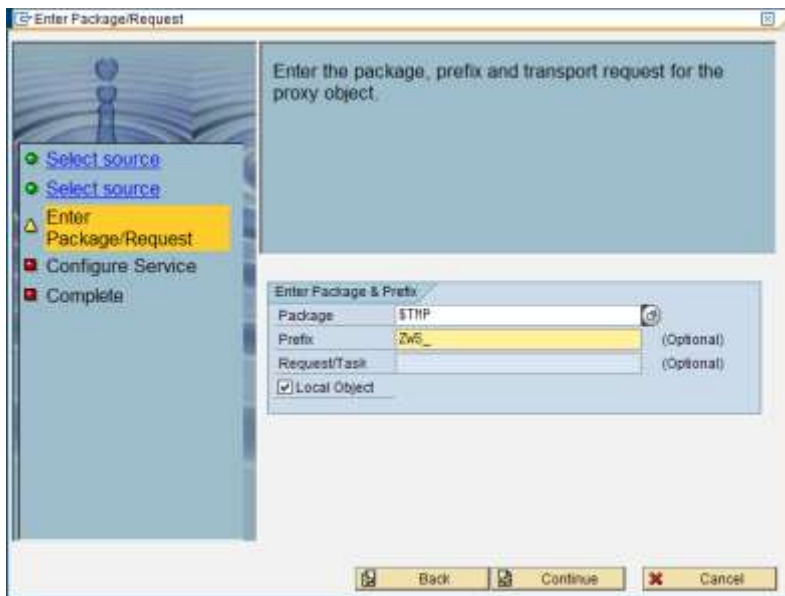 Enter Package/Request
Enter the package, prefix and transport request for the
proxy object.
Select source
Select source
Enter
Package/Request
Configure Service
Complete
Enter Package & Prefix
Package $TMP
Prefix ZWS_ (Optional)
Request/Task (Optional)
Local Object
Back Continue Cancel